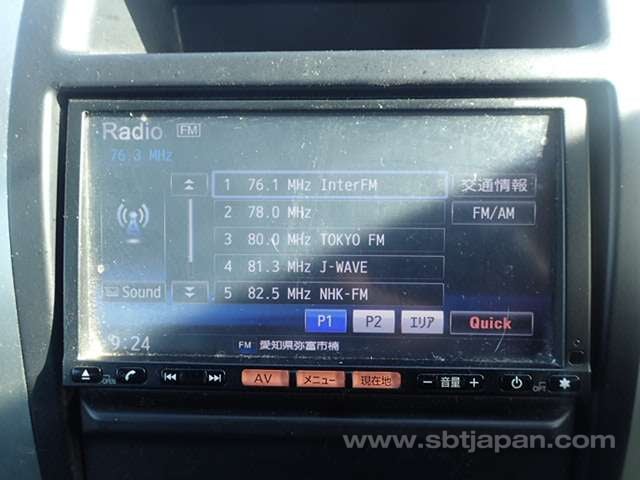 Radio FM
76.3 MHz
1 76.1 MHz InterFM 交通情報
2 78.0 MHz FM/AM
3 80.0 MHz TOKYO FM
4 81.3 MHz J-WAVE
Sound 5 82.5 MHz NHK-FM
P1 P2 エリア Quick
9:24 FM 愛知県弥富市楠
OPEN AV メニュー 現在地 − 音量 + OPT
www.sbtjapan.com